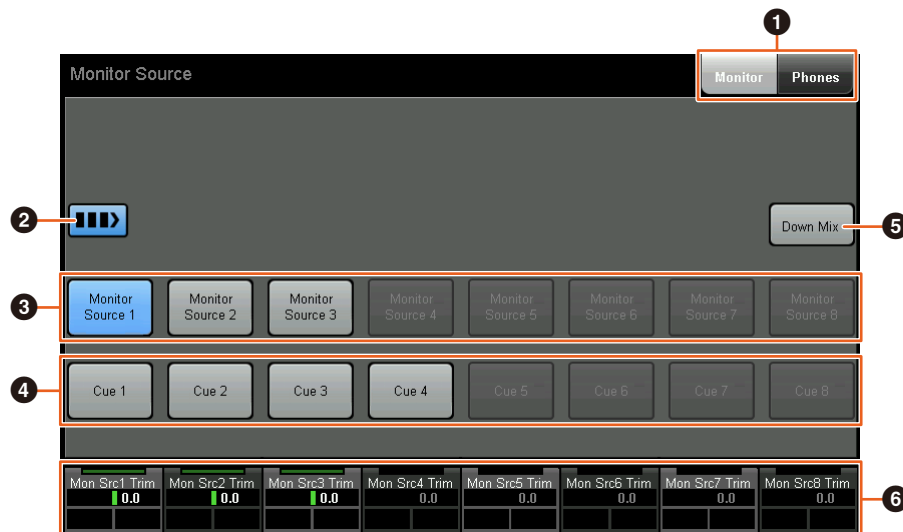 1
Monitor Source
Monitor Phones
2
Down Mix
5
3
Monitor Source 1 Monitor Source 2 Monitor Source 3 Monitor Source 4 Monitor Source 5 Monitor Source 6 Monitor Source 7 Monitor Source 8
4
Cue 1 Cue 2 Cue 3 Cue 4 Cue 5 Cue 6 Cue 7 Cue 8
Mon Src1 Trim Mon Src2 Trim Mon Src3 Trim Mon Src4 Trim Mon Src5 Trim Mon Src6 Trim Mon Src7 Trim Mon Src8 Trim
0.0 0.0 0.0 0.0 0.0 0.0 0.0 0.0
6